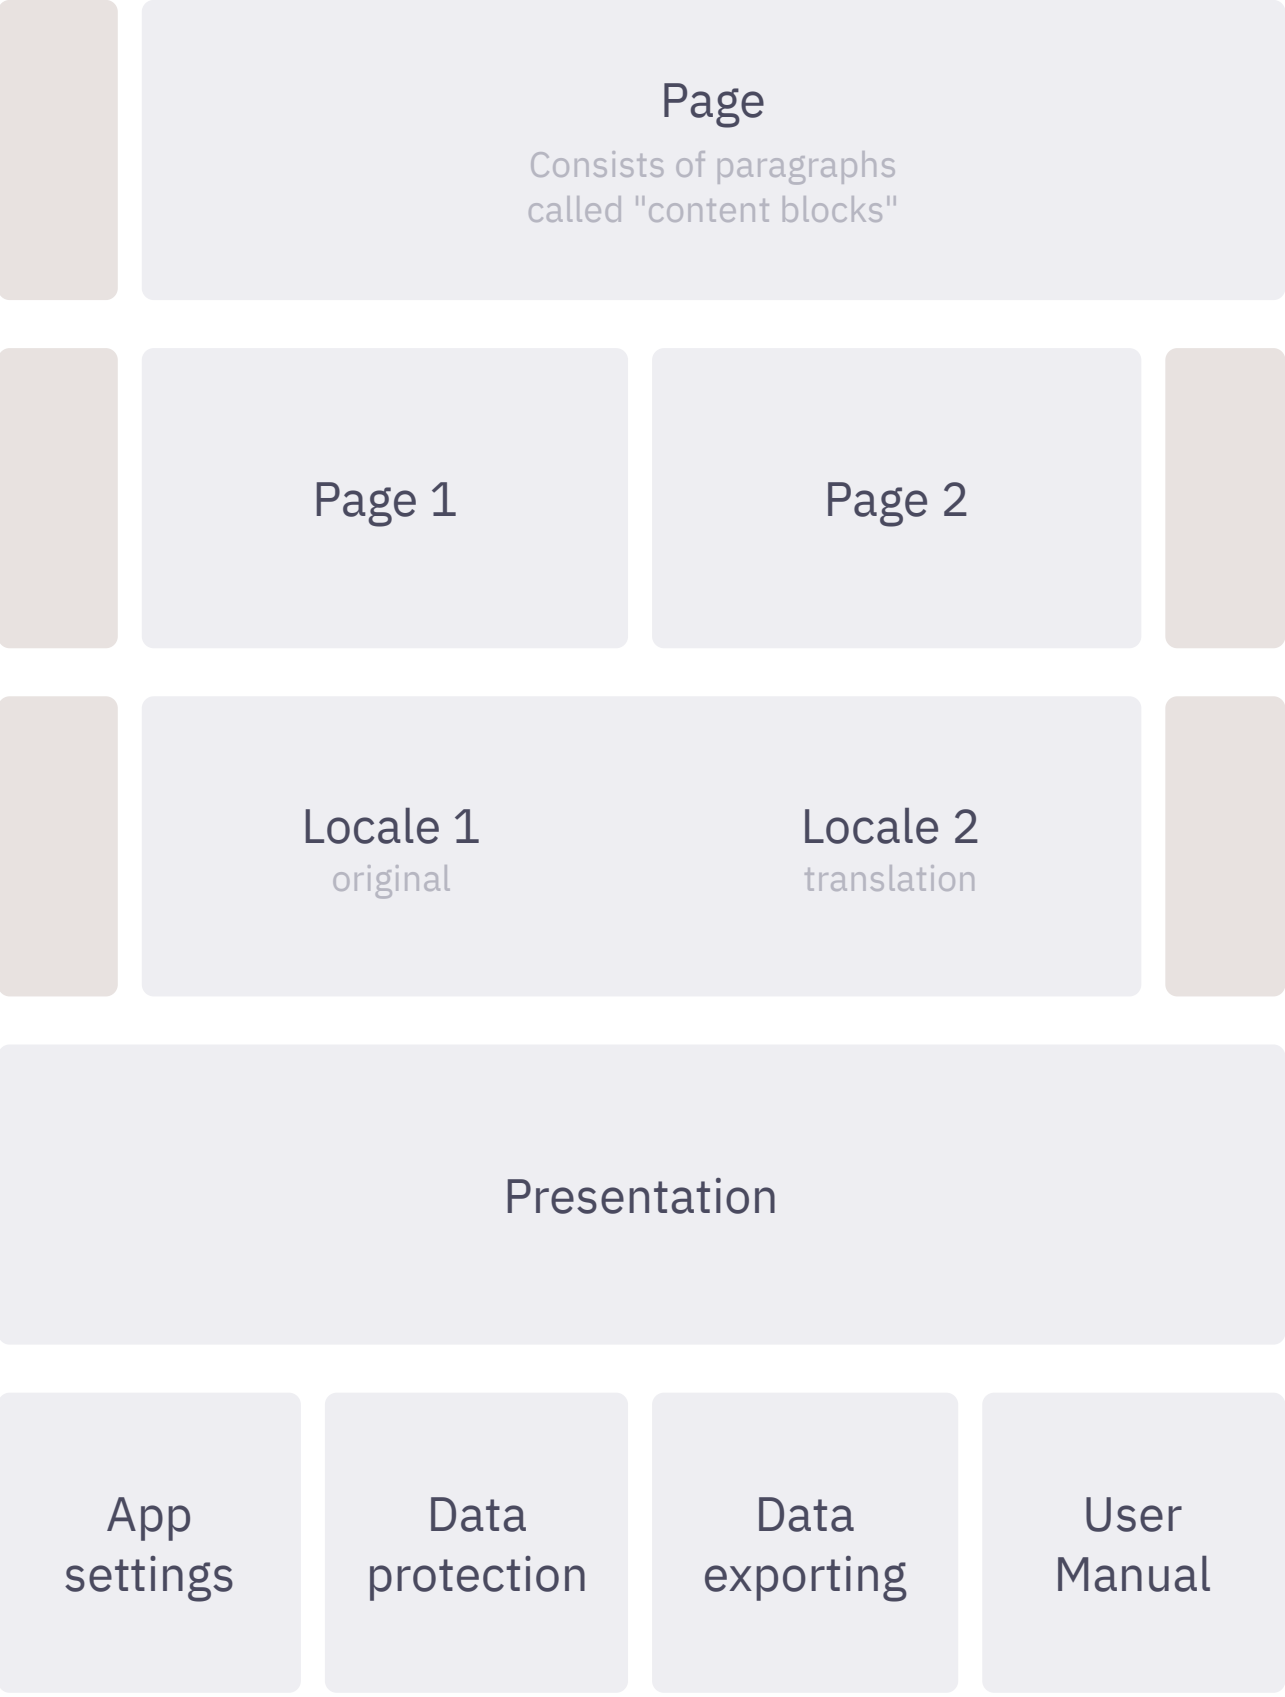 Page
Consists of paragraphs
called "content blocks"
Page 1
Page 2
Locale 1
original
Locale 2
translation
Presentation
App
settings
Data
protection
Data
exporting
User
Manual